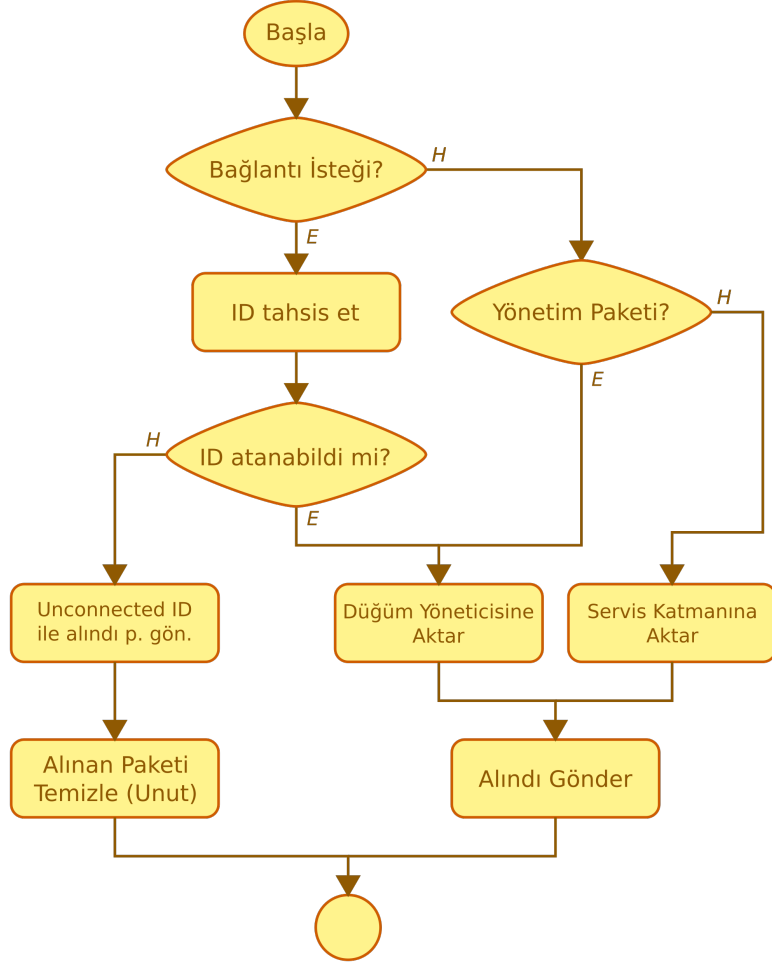 Başla
Bağlantı İsteği?
H
E
ID tahsis et
Yönetim Paketi?
H
E
ID atanabildi mi?
H
E
Unconnected ID
ile alındı p. gön.
Düğüm Yöneticisine
Aktar
Servis Katmanına
Aktar
Alınan Paketi
Temizle (Unut)
Alındı Gönder